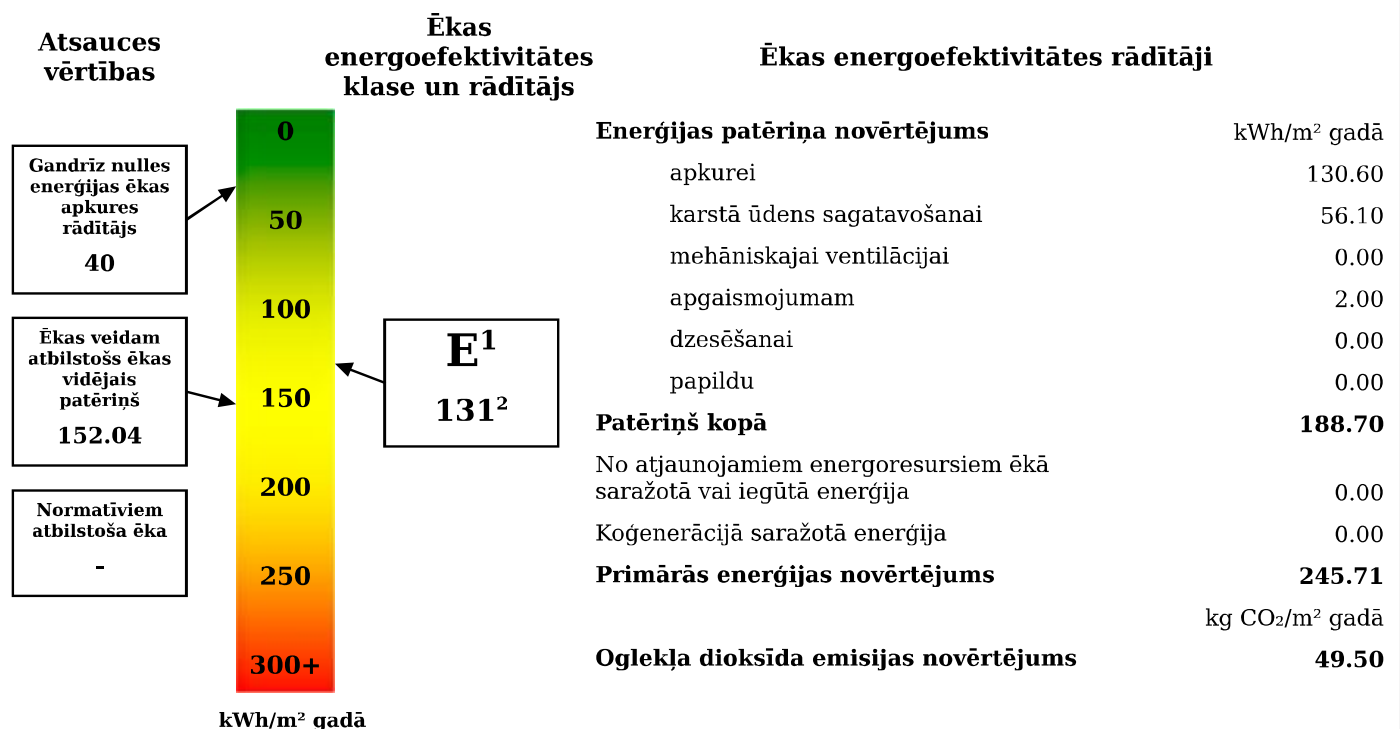 Atsauces
vērtības
Ēkas
energoefektivitātes
klase un rādītājs
Ēkas energoefektivitātes rādītāji
Gandrīz nulles
enerģijas ēkas
apkures
rādītājs
40
Ēkas veidam
atbilstošs ēkas
vidējais
patēriņš
152.04
Normatīviem
atbilstoša ēka
-
0
50
100
150
200
250
300+
kWh/m² gadā
E¹
131²
Enerģijas patēriņa novērtējums kWh/m² gadā
apkurei 130.60
karstā ūdens sagatavošanai 56.10
mehāniskajai ventilācijai 0.00
apgaismojumam 2.00
dzesēšanai 0.00
papildu 0.00
Patēriņš kopā 188.70
No atjaunojamiem energoresursiem ēkā
saražotā vai iegūtā enerģija 0.00
Koģenerācijā saražotā enerģija 0.00
Primārās enerģijas novērtējums 245.71
kg CO₂/m² gadā
Oglekļa dioksīda emisijas novērtējums 49.50